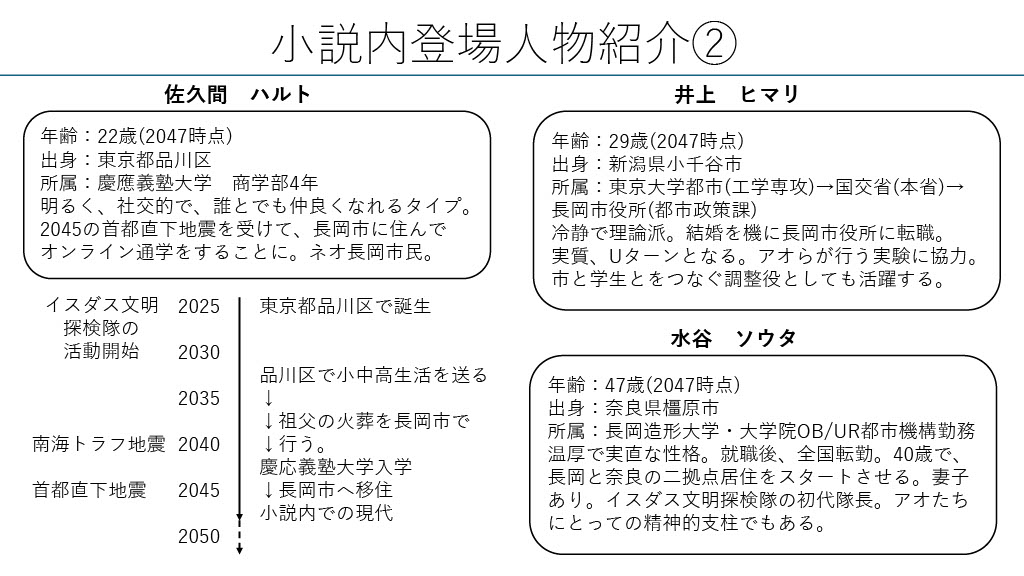 小説内登場人物紹介②
佐久間　ハルト
年齢：22歳(2047時点)
出身：東京都品川区
所属：慶應義塾大学　商学部4年
明るく、社交的で、誰とでも仲良くなれるタイプ。
2045の首都直下地震を受けて、長岡市に住んで
オンライン通学をすることに。ネオ長岡市民。
イスダス文明
探検隊の
活動開始
南海トラフ地震
首都直下地震
2025
2030
2035
2040
2045
2050
東京都品川区で誕生
品川区で小中高生活を送る
↓
↓祖父の火葬を長岡市で
↓行う。
慶応義塾大学入学
↓長岡市へ移住
小説内での現代
井上　ヒマリ
年齢：29歳(2047時点)
出身：新潟県小千谷市
所属：東京大学都市(工学専攻)→国交省(本省)→
長岡市役所(都市政策課)
冷静で理論派。結婚を機に長岡市役所に転職。
実質、Uターンとなる。アオらが行う実験に協力。
市と学生とをつなぐ調整役としても活躍する。
水谷　ソウタ
年齢：47歳(2047時点)
出身：奈良県橿原市
所属：長岡造形大学・大学院OB/UR都市機構勤務
温厚で実直な性格。就職後、全国転勤。40歳で、
長岡と奈良の二拠点居住をスタートさせる。妻子
あり。イスダス文明探検隊の初代隊長。アオたち
にとっての精神的支柱でもある。